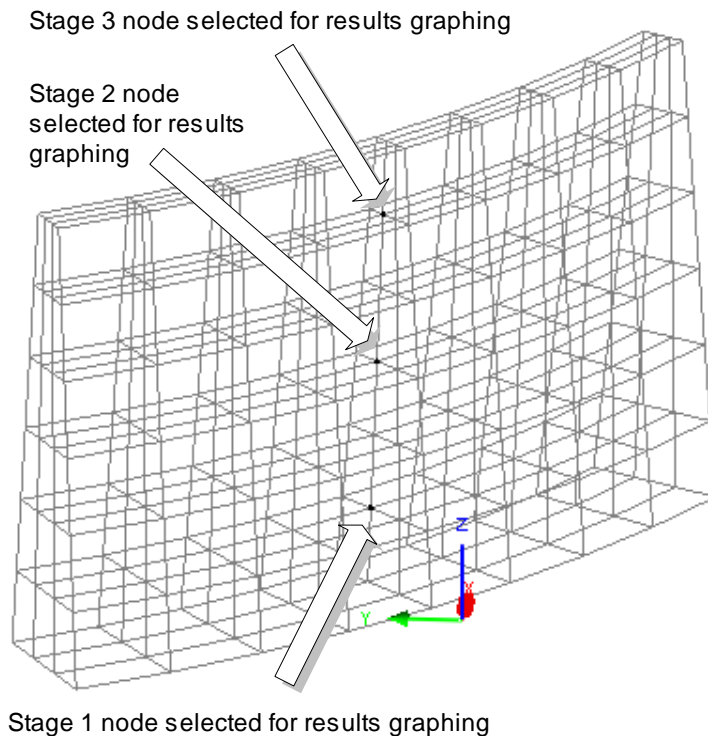 Stage 3 node selected for results graphing
Stage 2 node
selected for results
graphing
Z
X
Y
Stage 1 node selected for results graphing